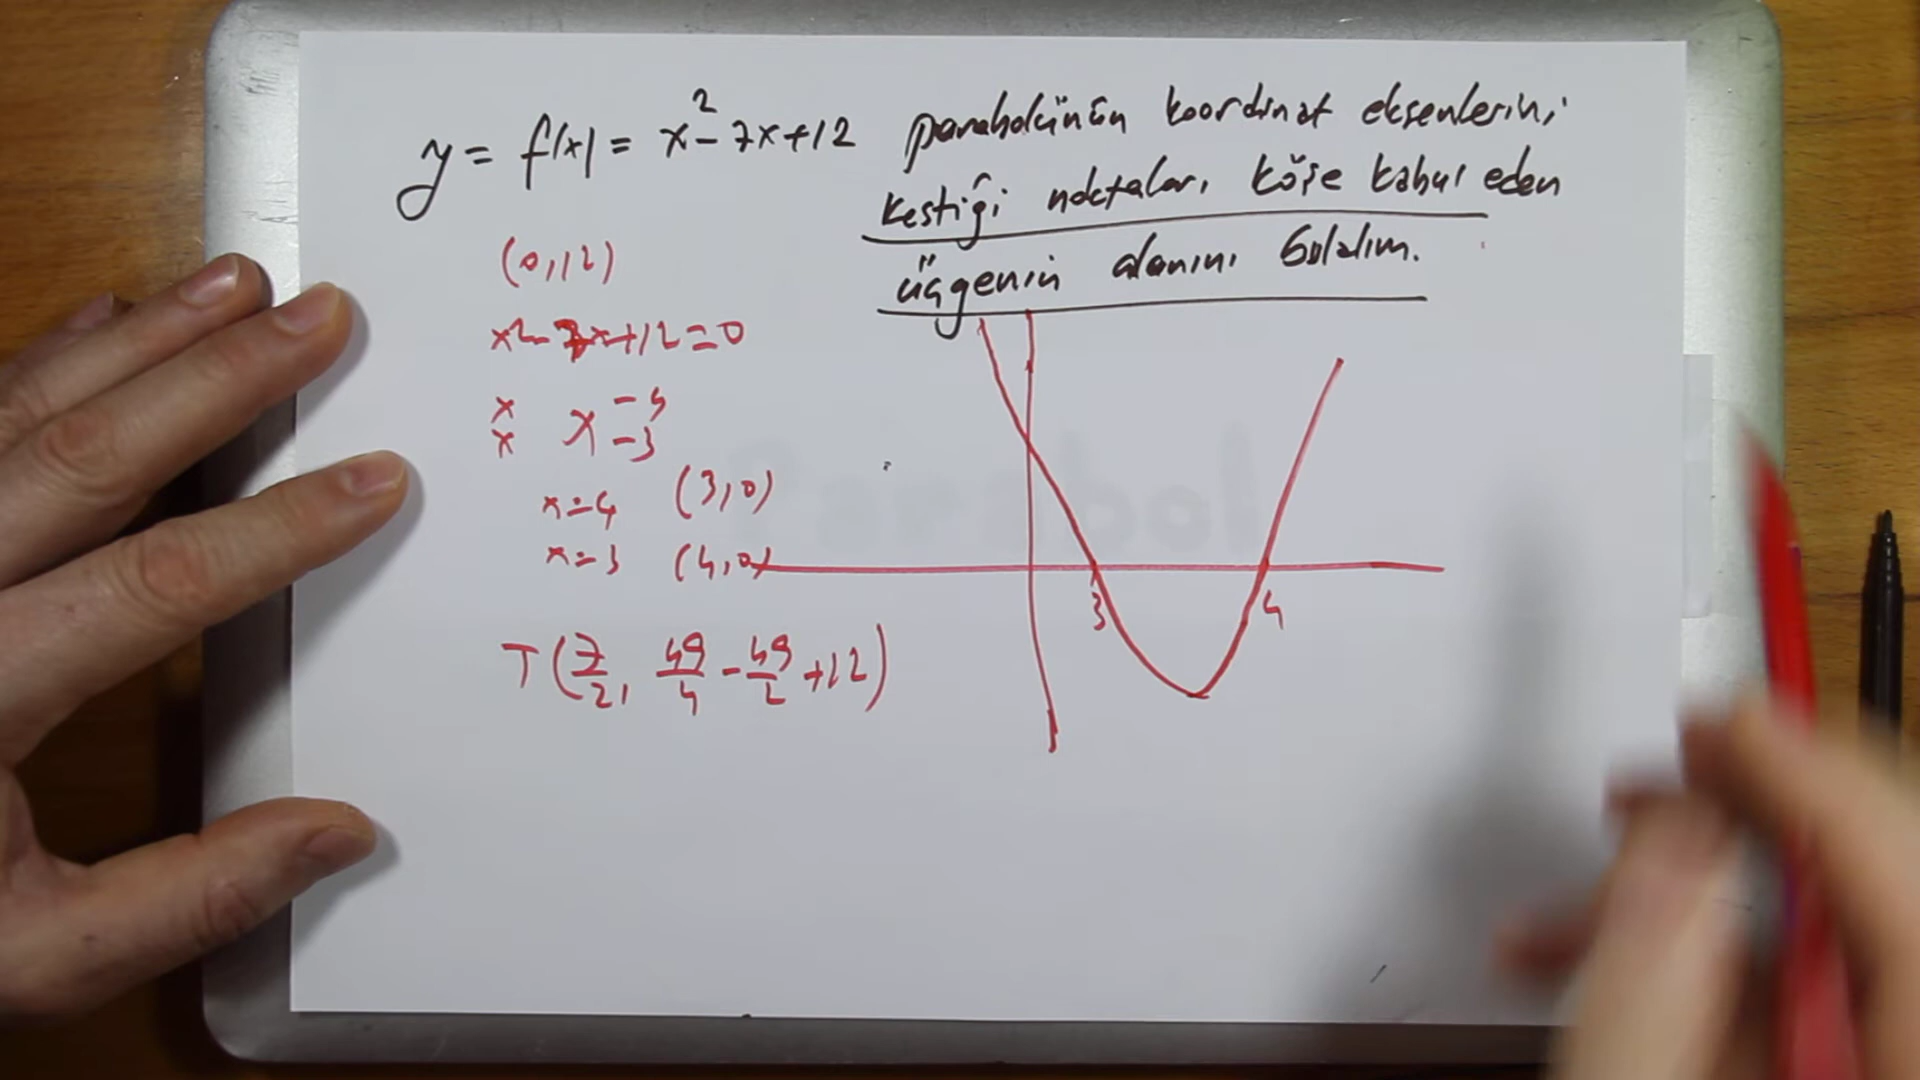 y = f(x) = x² - 7x + 12 parabolünün koordinat eksenlerini
kestiği noktaları köşe kabul eden
üçgenin alanını bulalım.
(0,12)
x² - 7x + 12 = 0
x x -4
x -3
x=4 (3,0)
x=3 (4,0)
3 4
T(7/2, 49/4 - 49/2 + 12)
Parabol